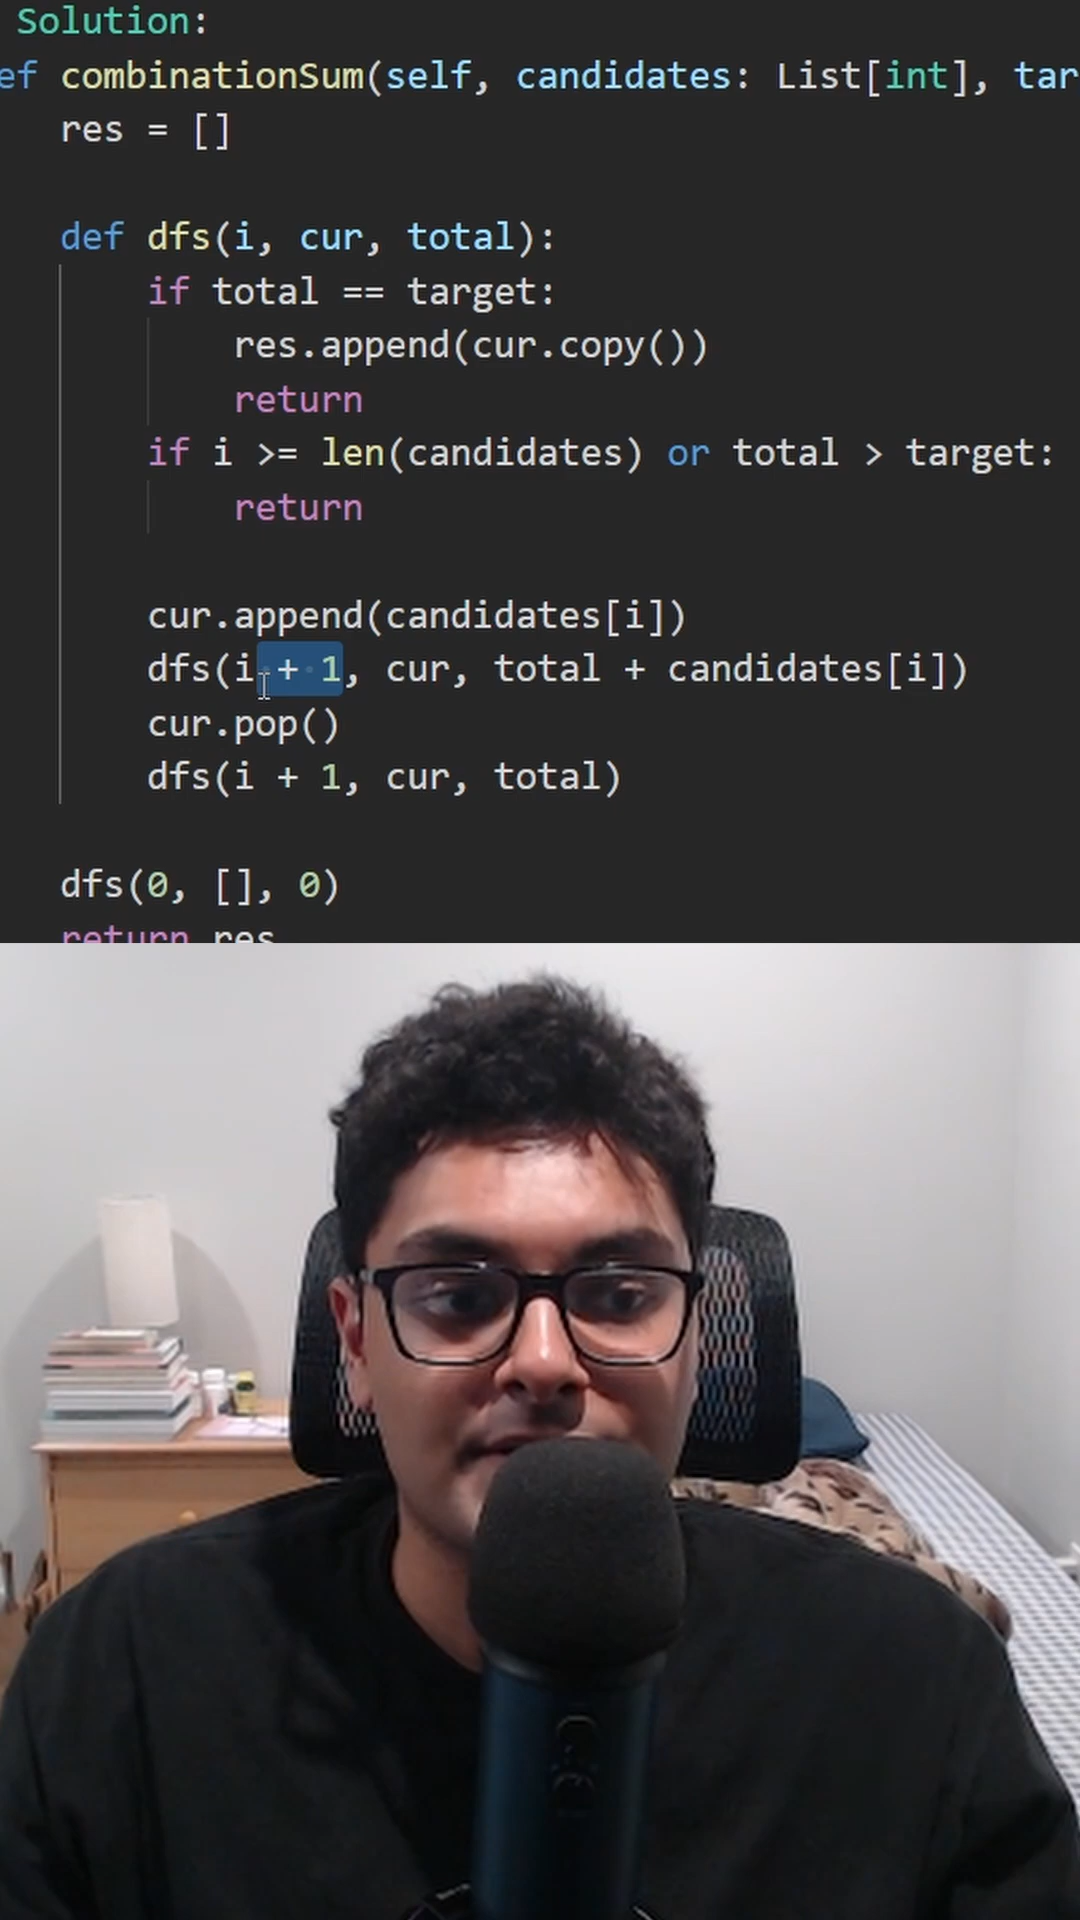 Solution:
ef combinationSum(self, candidates: List[int], tar
res = []
def dfs(i, cur, total):
if total == target:
res.append(cur.copy())
return
if i >= len(candidates) or total > target:
return
cur.append(candidates[i])
dfs(i + 1, cur, total + candidates[i])
cur.pop()
dfs(i + 1, cur, total)
dfs(0, [], 0)
return res